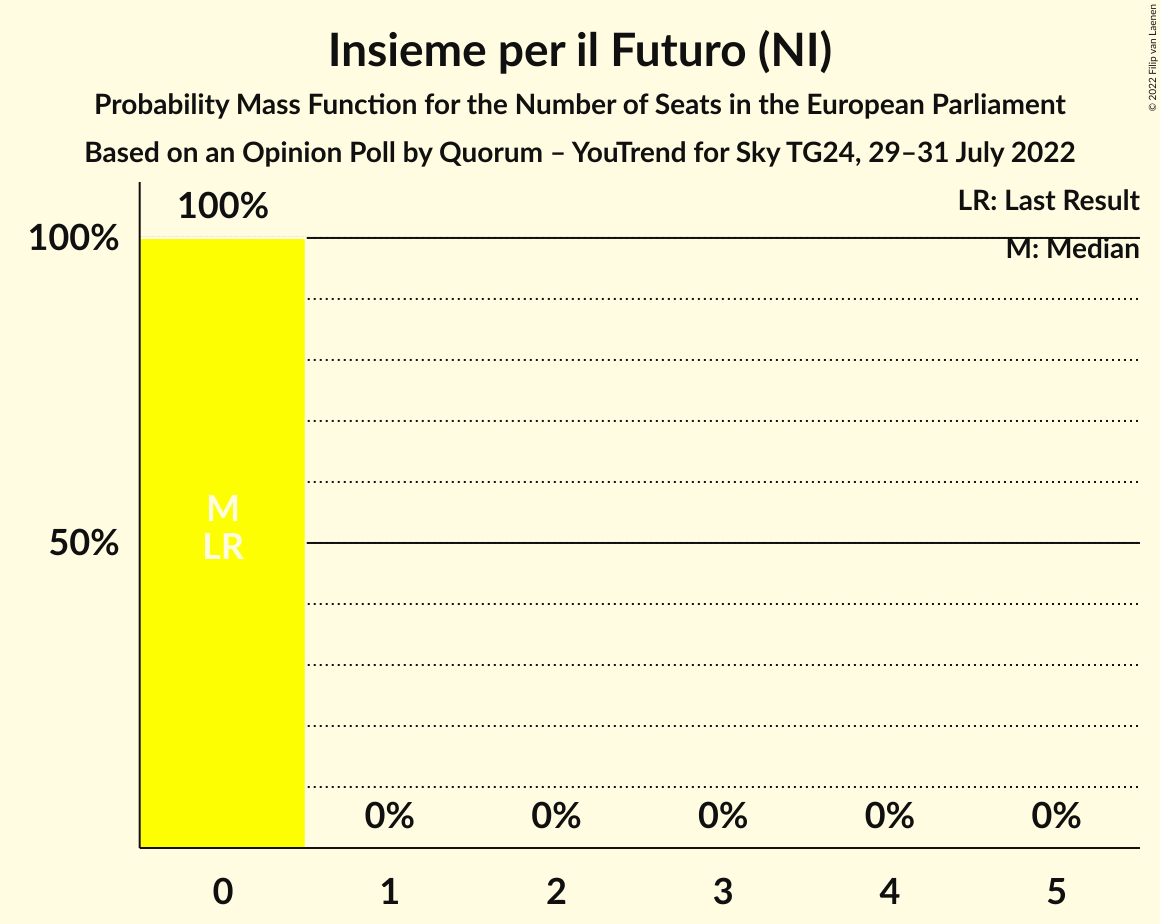 Insieme per il Futuro (NI)
Probability Mass Function for the Number of Seats in the European Parliament
Based on an Opinion Poll by Quorum – YouTrend for Sky TG24, 29–31 July 2022
© 2022 Filip van Laenen
LR: Last Result
M: Median
100%
100%
50%
M
LR
0% 0% 0% 0% 0%
0 1 2 3 4 5